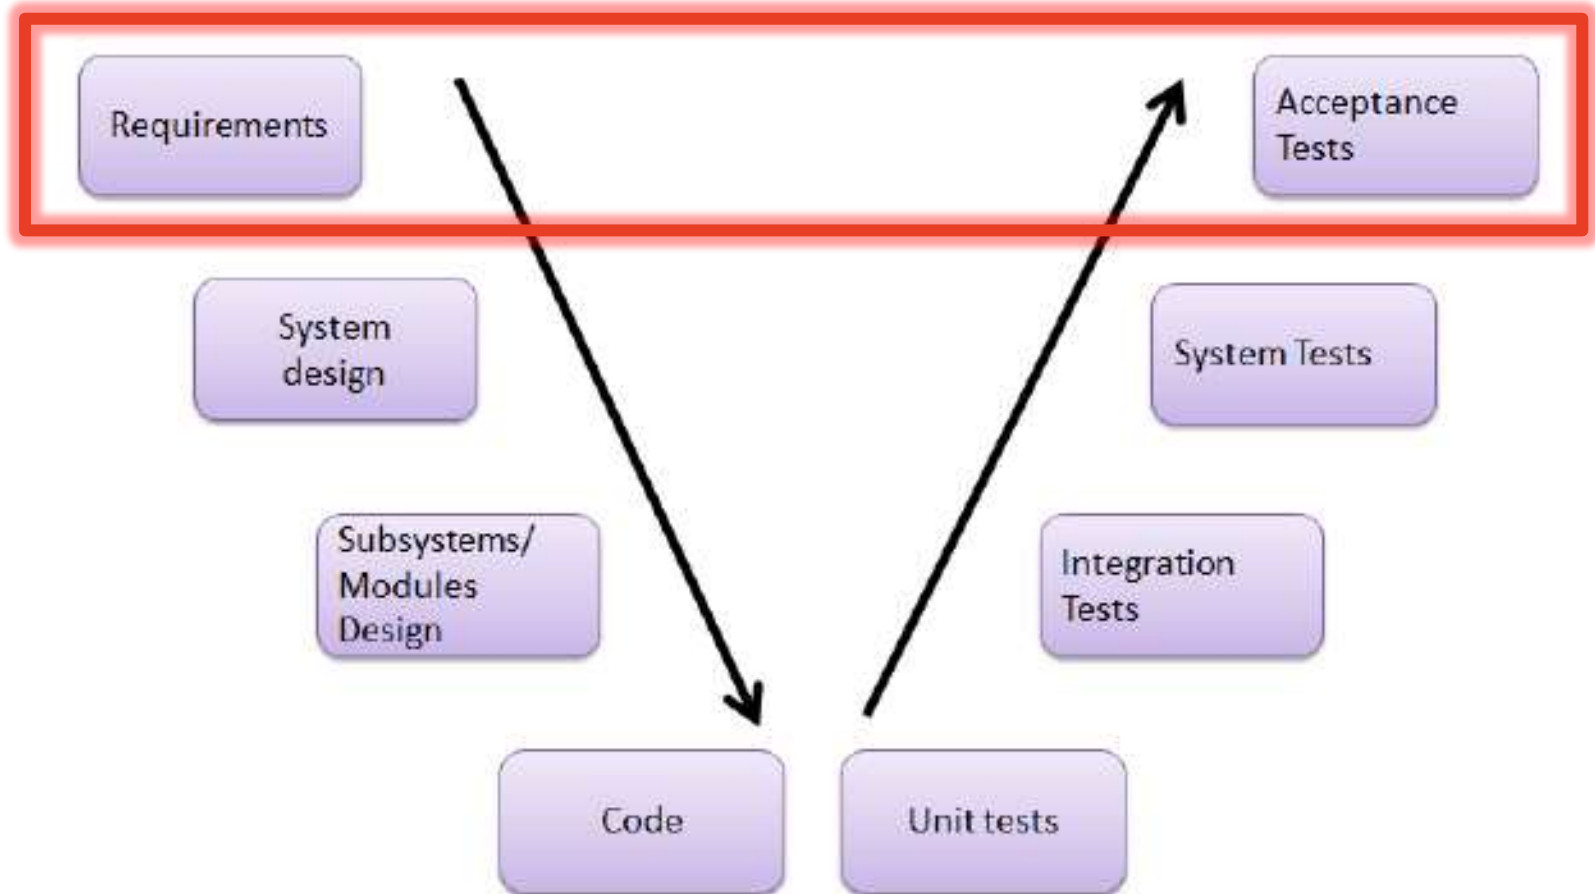 Requirements
Acceptance
Tests
System
design
System Tests
Subsystems/
Modules
Design
Integration
Tests
Code
Unit tests